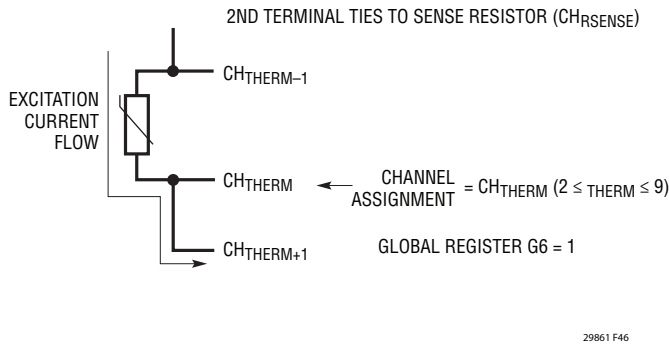 2ND TERMINAL TIES TO SENSE RESISTOR (CHRSENSE)
CHTHERM–1
EXCITATION
CURRENT
FLOW
CHTHERM
CHANNEL
ASSIGNMENT
= CHTHERM (2 ≤ THERM ≤ 9)
CHTHERM+1
GLOBAL REGISTER G6 = 1
29861 F46